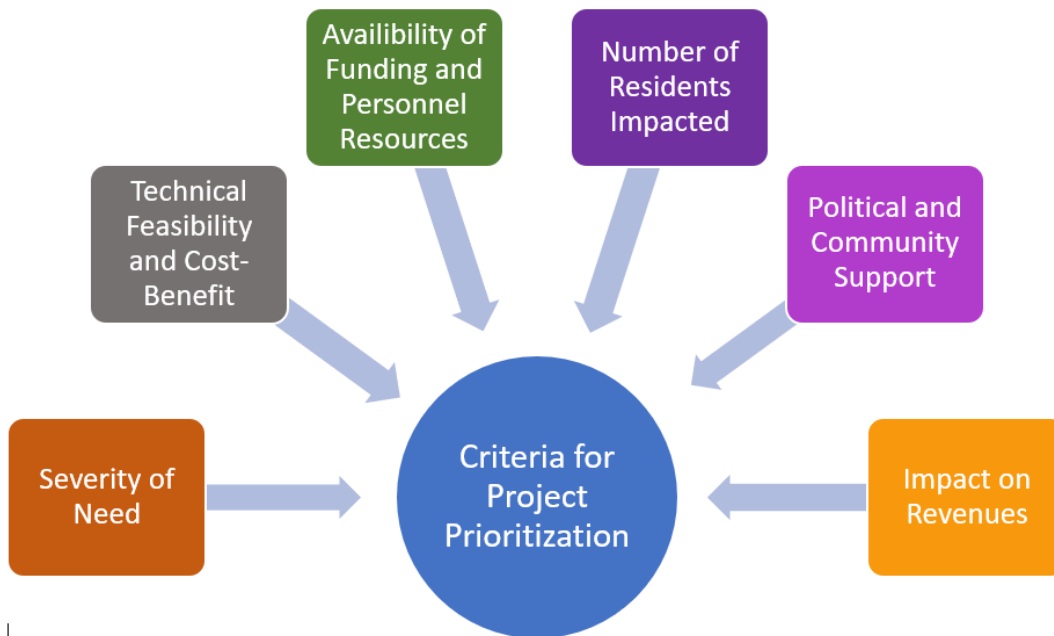 Availibility of
Funding and
Personnel
Resources
Number of
Residents
Impacted
Technical
Feasibility
and Cost-
Benefit
Political and
Community
Support
Severity of
Need
Criteria for
Project
Prioritization
Impact on
Revenues